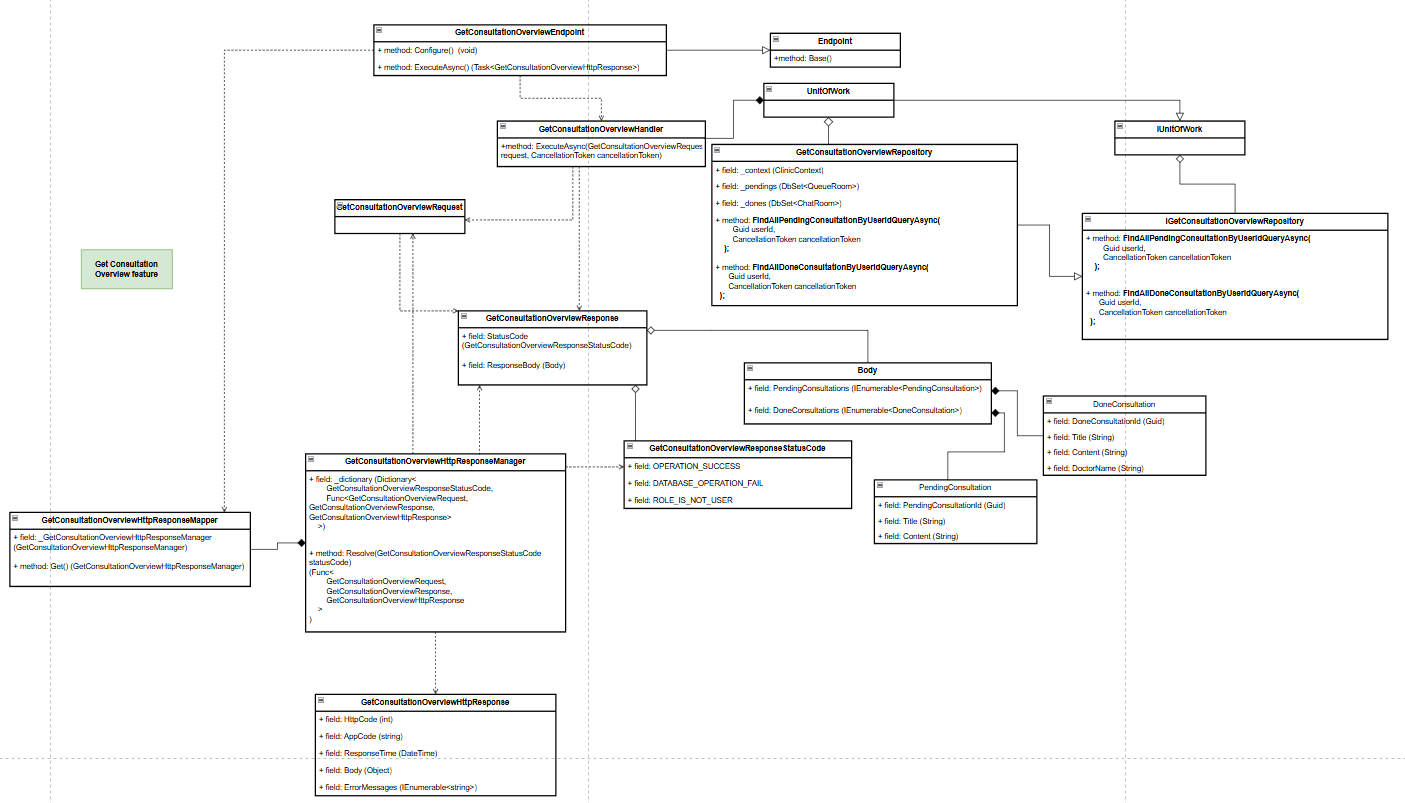 GetConsultationOverviewEndpoint
+ method: Configure() (void)
+ method: ExecuteAsync() (Task<GetConsultationOverviewHttpResponse>)
Endpoint
+method: Base()
UnitOfWork
GetConsultationOverviewHandler
+method: ExecuteAsync(GetConsultationOverviewReques
request, CancellationToken cancellationToken)
IUnitOfWork
GetConsultationOverviewRepository
+ field: _context (ClinicContext)
+ field: _pendings (DbSet<QueueRoom>)
+ field: _dones (DbSet<ChatRoom>)
+ method: FindAllPendingConsultationByUserIdQueryAsync(
Guid userId,
CancellationToken cancellationToken
);
+ method: FindAllDoneConsultationByUserIdQueryAsync(
Guid userId,
CancellationToken cancellationToken
);
GetConsultationOverviewRequest
IGetConsultationOverviewRepository
+ method: FindAllPendingConsultationByUserIdQueryAsync(
Guid userId,
CancellationToken cancellationToken
);
+ method: FindAllDoneConsultationByUserIdQueryAsync(
Guid userId,
CancellationToken cancellationToken
);
Get Consultation
Overview feature
GetConsultationOverviewResponse
+ field: StatusCode
(GetConsultationOverviewResponseStatusCode)
+ field: ResponseBody (Body)
Body
+ field: PendingConsultations (IEnumerable<PendingConsultation>)
+ field: DoneConsultations (IEnumerable<DoneConsultation>)
DoneConsultation
+ field: DoneConsultationId (Guid)
+ field: Title (String)
+ field: Content (String)
+ field: DoctorName (String)
GetConsultationOverviewResponseStatusCode
+ field: OPERATION_SUCCESS
+ field: DATABASE_OPERATION_FAIL
+ field: ROLE_IS_NOT_USER
PendingConsultation
+ field: PendingConsultationId (Guid)
+ field: Title (String)
+ field: Content (String)
GetConsultationOverviewHttpResponseManager
+ field: _dictionary (Dictionary<
GetConsultationOverviewResponseStatusCode,
Func<GetConsultationOverviewRequest,
GetConsultationOverviewResponse,
GetConsultationOverviewHttpResponse>
>)
+ method: Resolve(GetConsultationOverviewResponseStatusCode
statusCode)
(Func<
GetConsultationOverviewRequest,
GetConsultationOverviewResponse,
GetConsultationOverviewHttpResponse
>
)
GetConsultationOverviewHttpResponseMapper
+ field: _GetConsultationOverviewHttpResponseManager
(GetConsultationOverviewHttpResponseManager)
+ method: Get() (GetConsultationOverviewHttpResponseManager)
GetConsultationOverviewHttpResponse
+ field: HttpCode (int)
+ field: AppCode (string)
+ field: ResponseTime (DateTime)
+ field: Body (Object)
+ field: ErrorMessages (IEnumerable<string>)